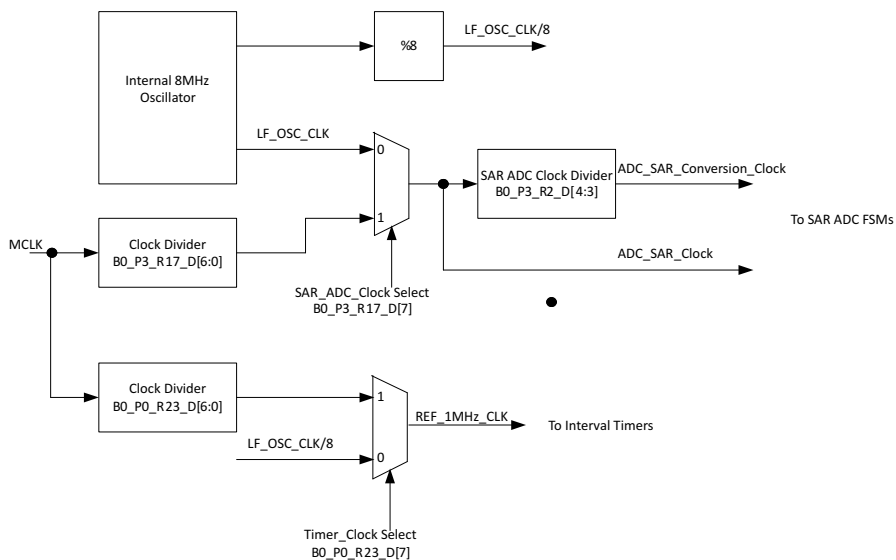 LF_OSC_CLK/8
%8
Internal 8MHz
Oscillator
LF_OSC_CLK
0
SAR ADC Clock Divider
B0_P3_R2_D[4:3]
ADC_SAR_Conversion_Clock
To SAR ADC FSMs
1
MCLK
Clock Divider
B0_P3_R17_D[6:0]
ADC_SAR_Clock
SAR_ADC_Clock Select
B0_P3_R17_D[7]
Clock Divider
B0_P0_R23_D[6:0]
1
REF_1MHz_CLK
To Interval Timers
LF_OSC_CLK/8
0
Timer_Clock Select
B0_P0_R23_D[7]